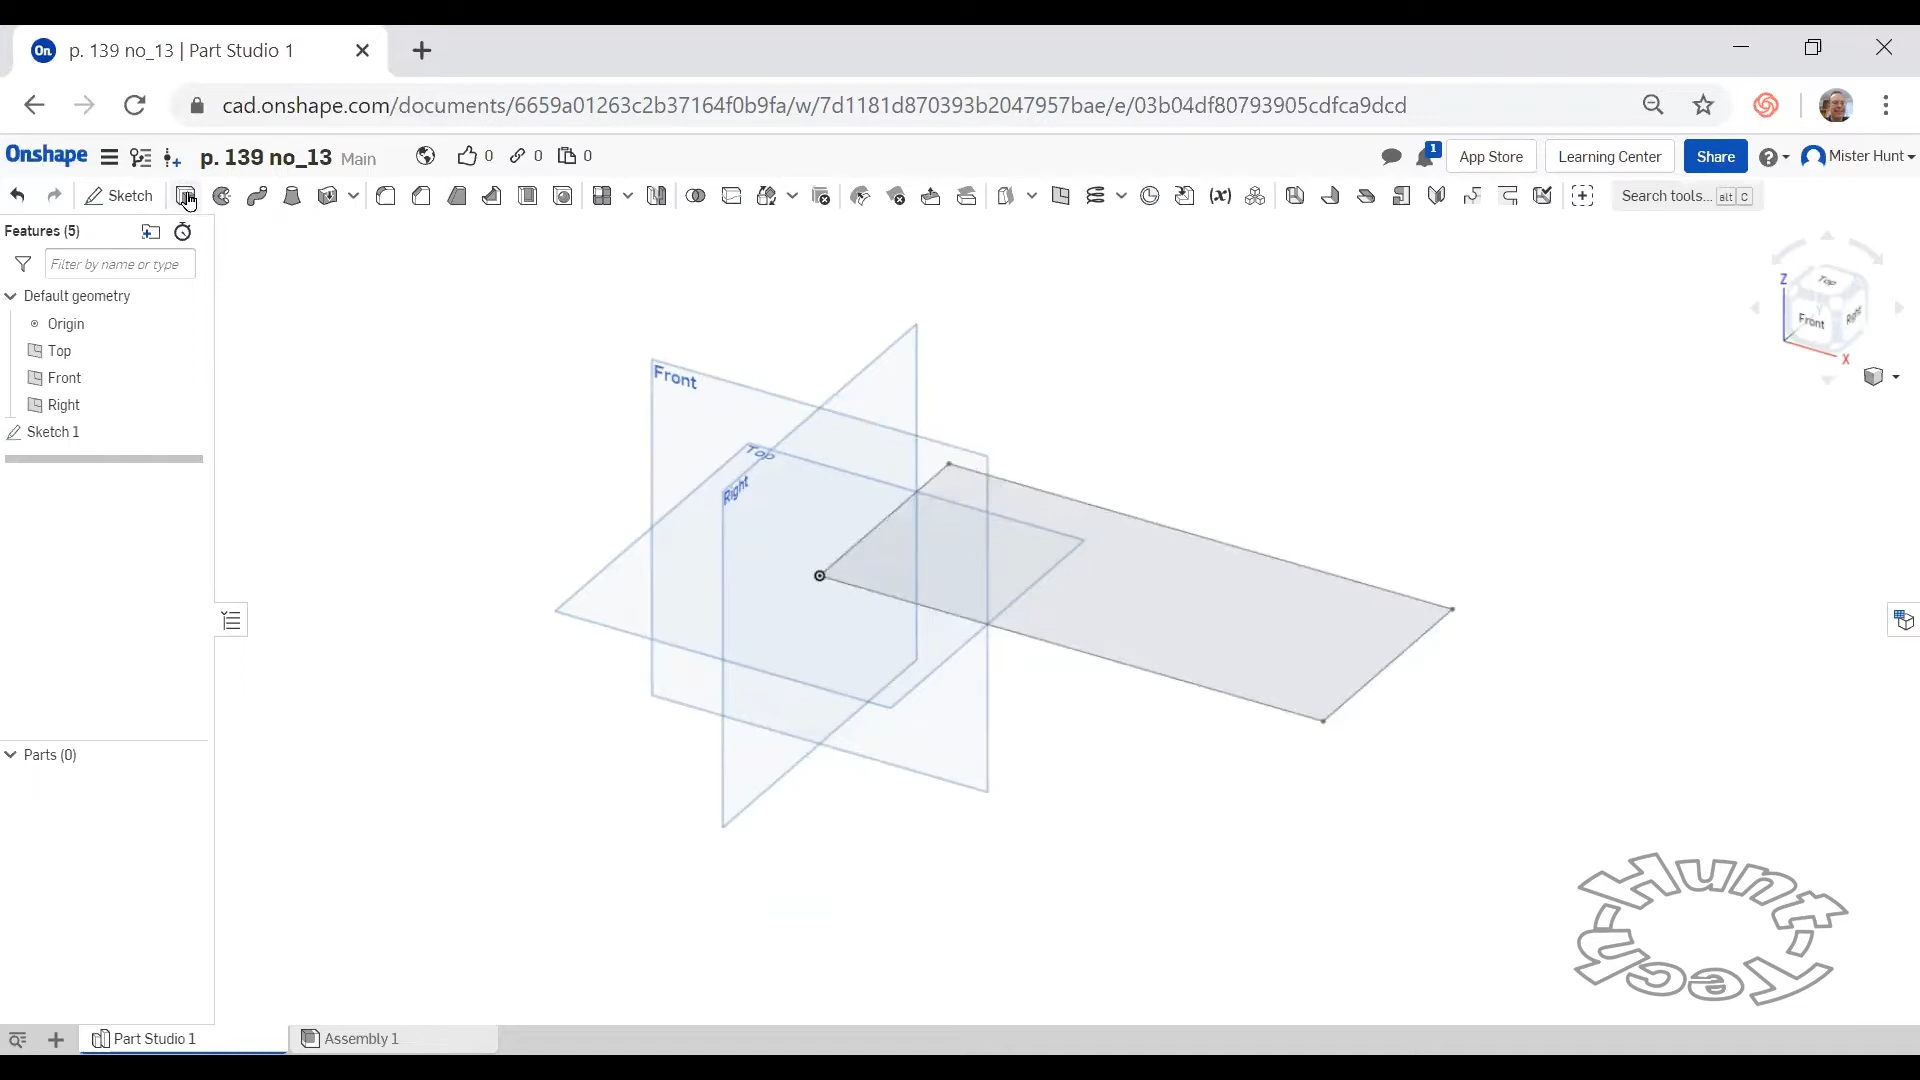 On p. 139 no_13 | Part Studio 1
cad.onshape.com/documents/6659a01263c2b37164f0b9fa/w/7d1181d870393b2047957bae/e/03b04df80793905cdfca9dcd
Onshape p. 139 no_13 Main 0 0 0 1 App Store Learning Center Share Mister Hunt
Sketch (x) Search tools... alt C
Features (5)
Filter by name or type
Default geometry
Origin
Top
Front
Right
Sketch 1
Parts (0)
Front
Top
Right
Top
Z
Front
Right
X
Hunt
Tech
Part Studio 1
Assembly 1